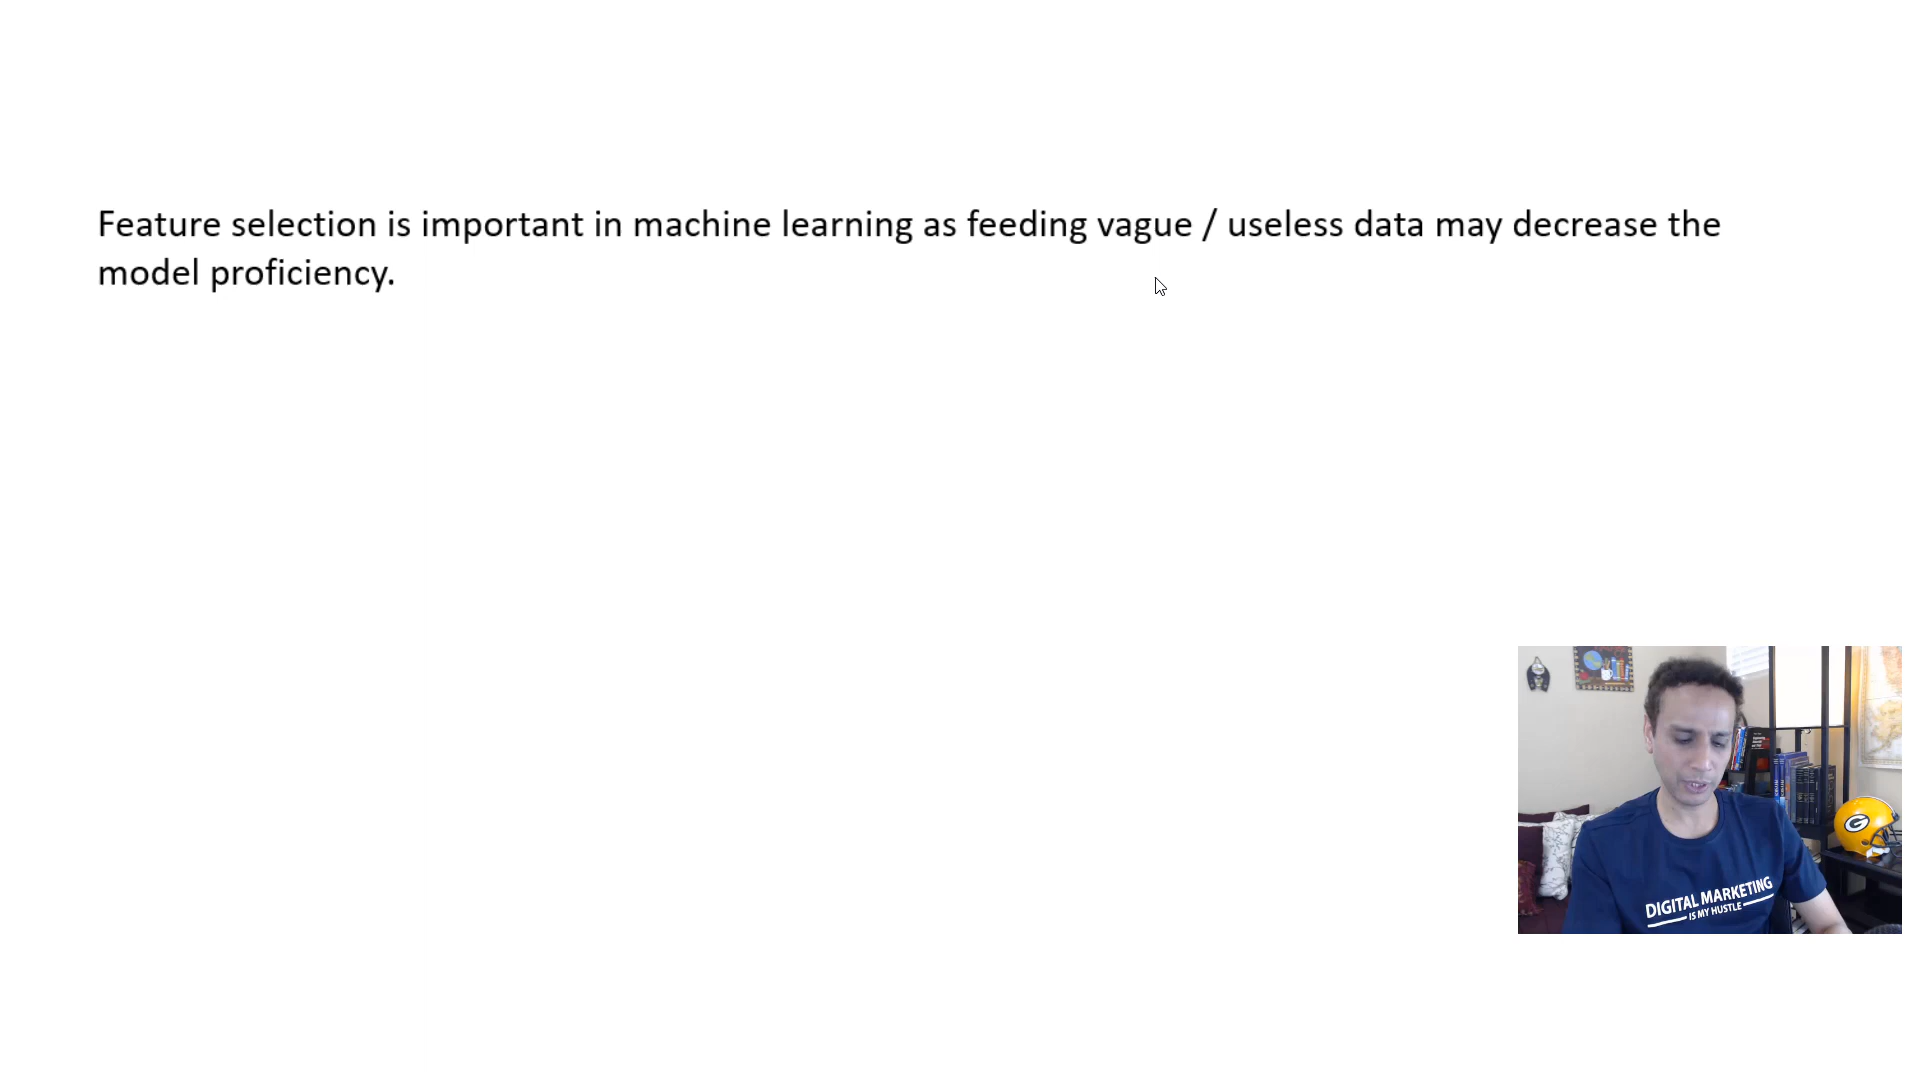 Feature selection is important in machine learning as feeding vague / useless data may decrease the
model proficiency.
DIGITAL MARKETING
IS MY HUSTLE
G